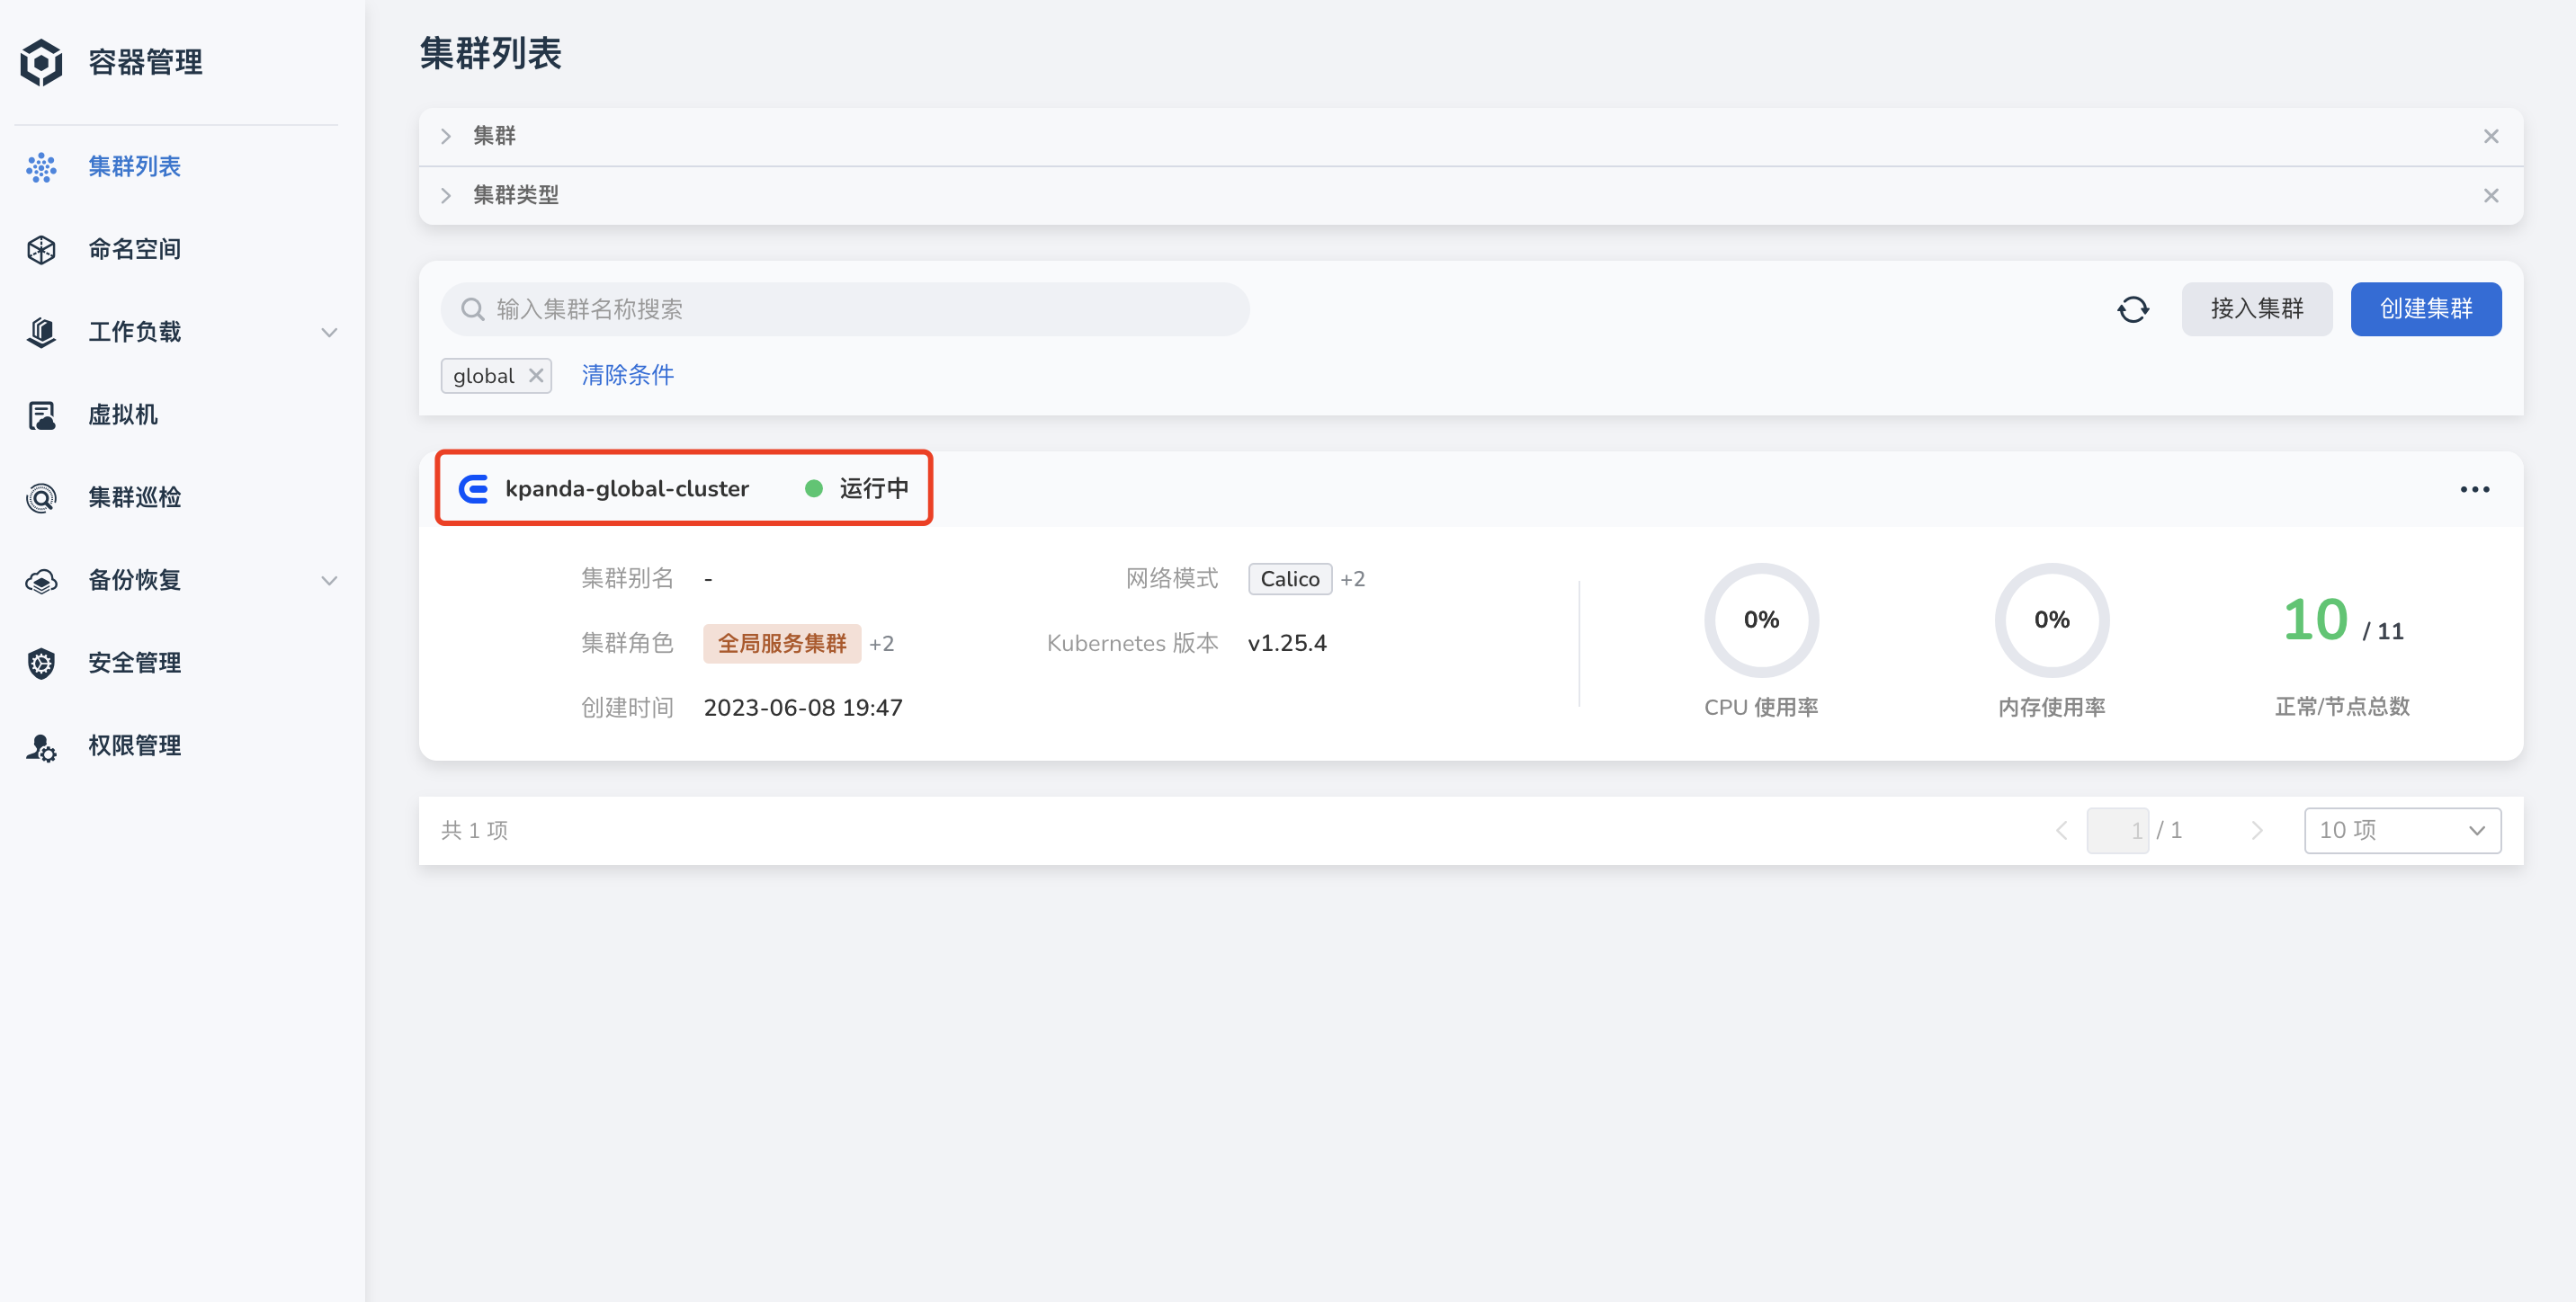 容器管理
集群列表
命名空间
工作负载
虚拟机
集群巡检
备份恢复
安全管理
权限管理
集群列表
集群
集群类型
输入集群名称搜索
接入集群
创建集群
global
清除条件
kpanda-global-cluster 运行中
集群别名 -
网络模式 Calico +2
集群角色 全局服务集群 +2
Kubernetes 版本 v1.25.4
创建时间 2023-06-08 19:47
0%
CPU 使用率
0%
内存使用率
10 / 11
正常/节点总数
共 1 项
1 / 1
10 项